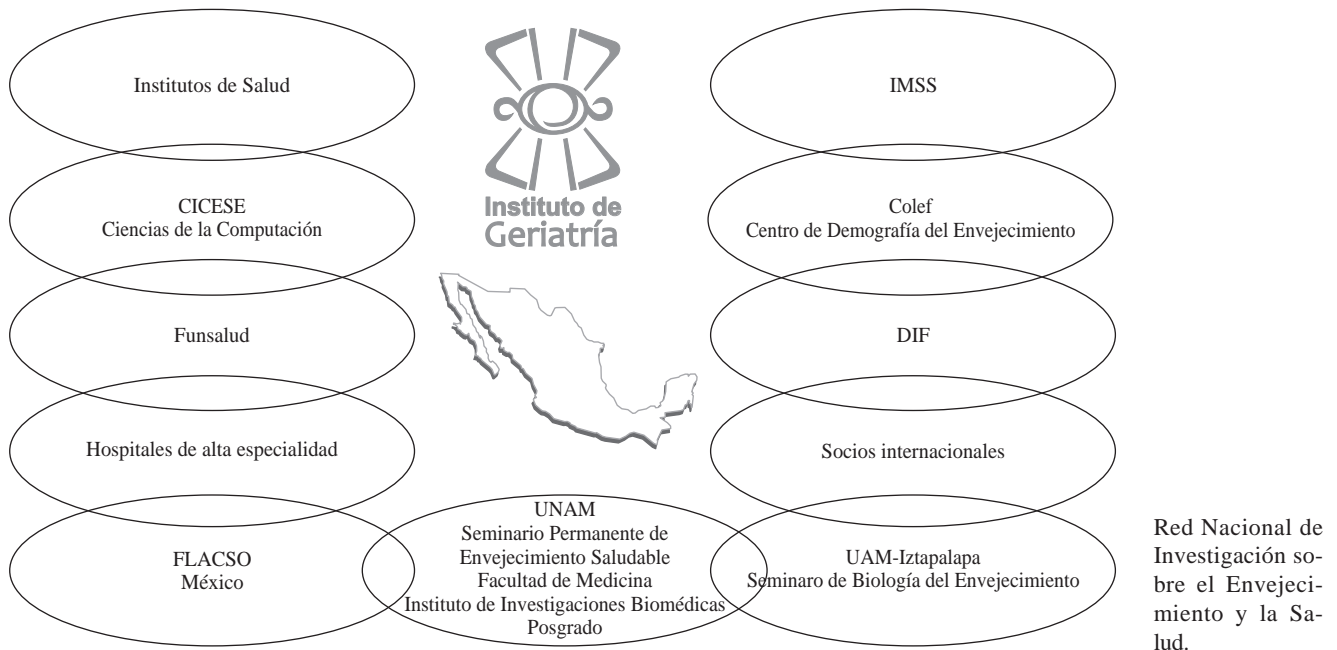 Institutos de Salud
CICESE
Ciencias de la Computación
Funsalud
Hospitales de alta especialidad
FLACSO
México
Instituto de
Geriatría
UNAM
Seminario Permanente de
Envejecimiento Saludable
Facultad de Medicina
Instituto de Investigaciones Biomédicas
Posgrado
IMSS
Colef
Centro de Demografía del Envejecimiento
DIF
Socios internacionales
UAM-Iztapalapa
Seminaro de Biología del Envejecimiento
Red Nacional de
Investigación so-
bre el Envejeci-
miento y la Sa-
lud.